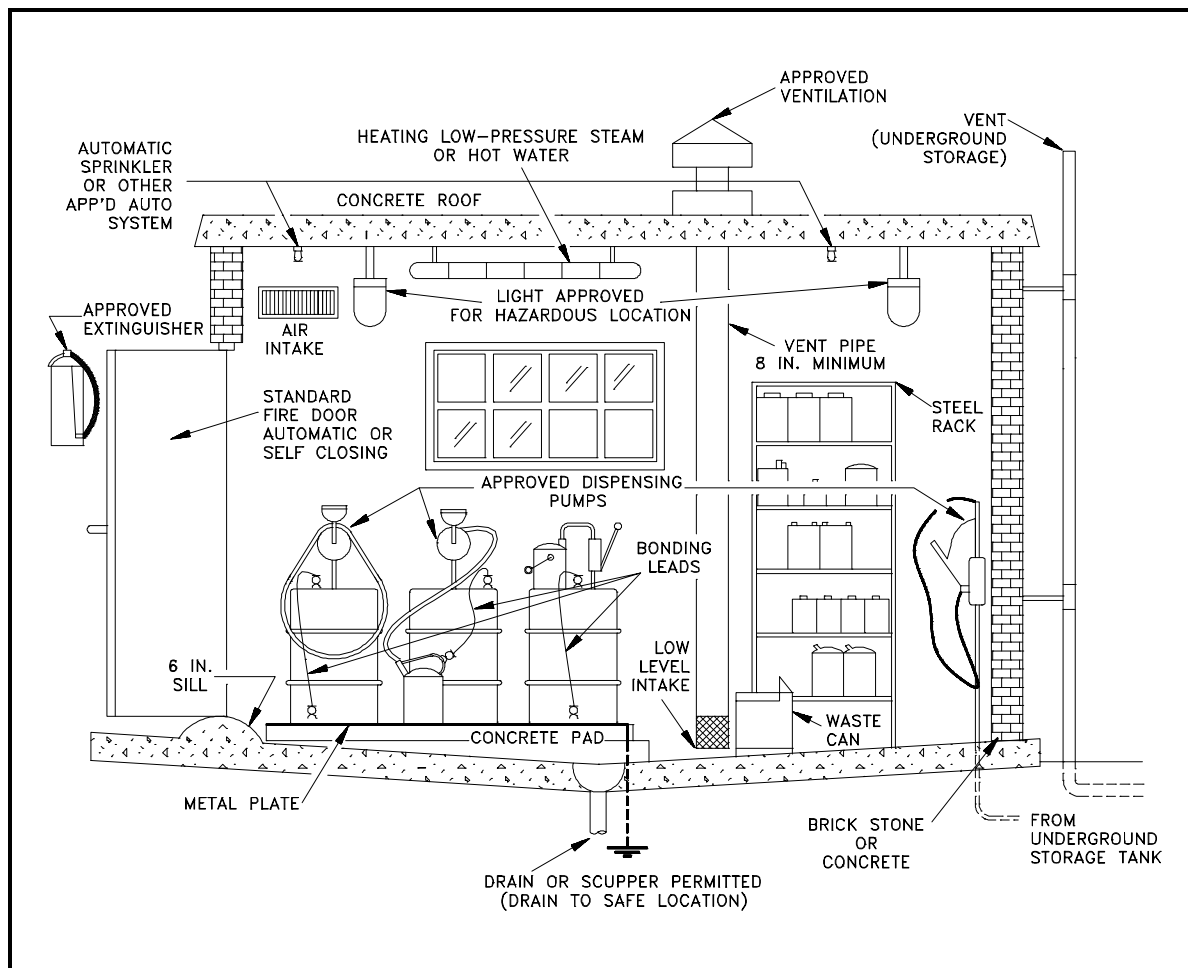 APPROVED
VENTILATION
VENT
(UNDERGROUND
STORAGE)
HEATING LOW-PRESSURE STEAM
OR HOT WATER
AUTOMATIC
SPRINKLER
OR OTHER
APP'D AUTO
SYSTEM
CONCRETE ROOF
APPROVED
EXTINGUISHER
AIR
INTAKE
LIGHT APPROVED
FOR HAZARDOUS LOCATION
VENT PIPE
8 IN. MINIMUM
STANDARD
FIRE DOOR
AUTOMATIC OR
SELF CLOSING
STEEL
RACK
APPROVED DISPENSING
PUMPS
BONDING
LEADS
6 IN.
SILL
LOW
LEVEL
INTAKE
WASTE
CAN
CONCRETE PAD
METAL PLATE
BRICK STONE
OR
CONCRETE
FROM
UNDERGROUND
STORAGE TANK
DRAIN OR SCUPPER PERMITTED
(DRAIN TO SAFE LOCATION)